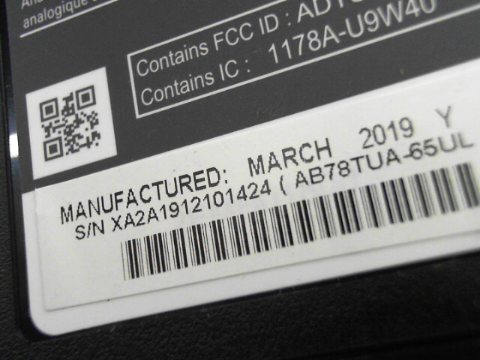 analogique
Contains FCC ID :
Contains IC : 1178A-U9W40
MANUFACTURED: MARCH 2019 Y
S/N XA2A1912101424 ( AB78TUA-65UL